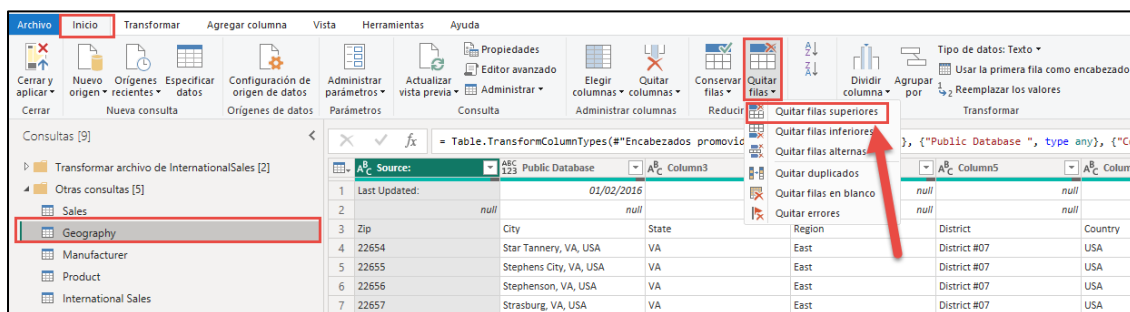 Archivo Inicio Transformar Agregar columna Vista Herramientas Ayuda
Cerrar y aplicar
Nuevo origen
Orígenes recientes
Especificar datos
Configuración de origen de datos
Administrar parámetros
Actualizar vista previa
Propiedades
Editor avanzado
Administrar
Elegir columnas
Quitar columnas
Conservar filas
Quitar filas
Dividir columna
Agrupar por
Tipo de datos: Texto
Usar la primera fila como encabezado
Reemplazar los valores
Cerrar Nueva consulta Orígenes de datos Parámetros Consulta Administrar columnas Reducir Transformar
Quitar filas superiores
Quitar filas inferiores
Quitar filas alternas
Quitar duplicados
Quitar filas en blanco
Quitar errores
Consultas [9]
Transformar archivo de InternationalSales [2]
Otras consultas [5]
Sales
Geography
Manufacturer
Product
International Sales
fx = Table.TransformColumnTypes(#"Encabezados promovid }, {"Public Database ", type any}, {"C
Source: Public Database Column3 Column5 Colum
1 Last Updated: 01/02/2016 null null
2 null null null null
3 Zip City State Region District Country
4 22654 Star Tannery, VA, USA VA East District #07 USA
5 22655 Stephens City, VA, USA VA East District #07 USA
6 22656 Stephenson, VA, USA VA East District #07 USA
7 22657 Strasburg, VA, USA VA East District #07 USA